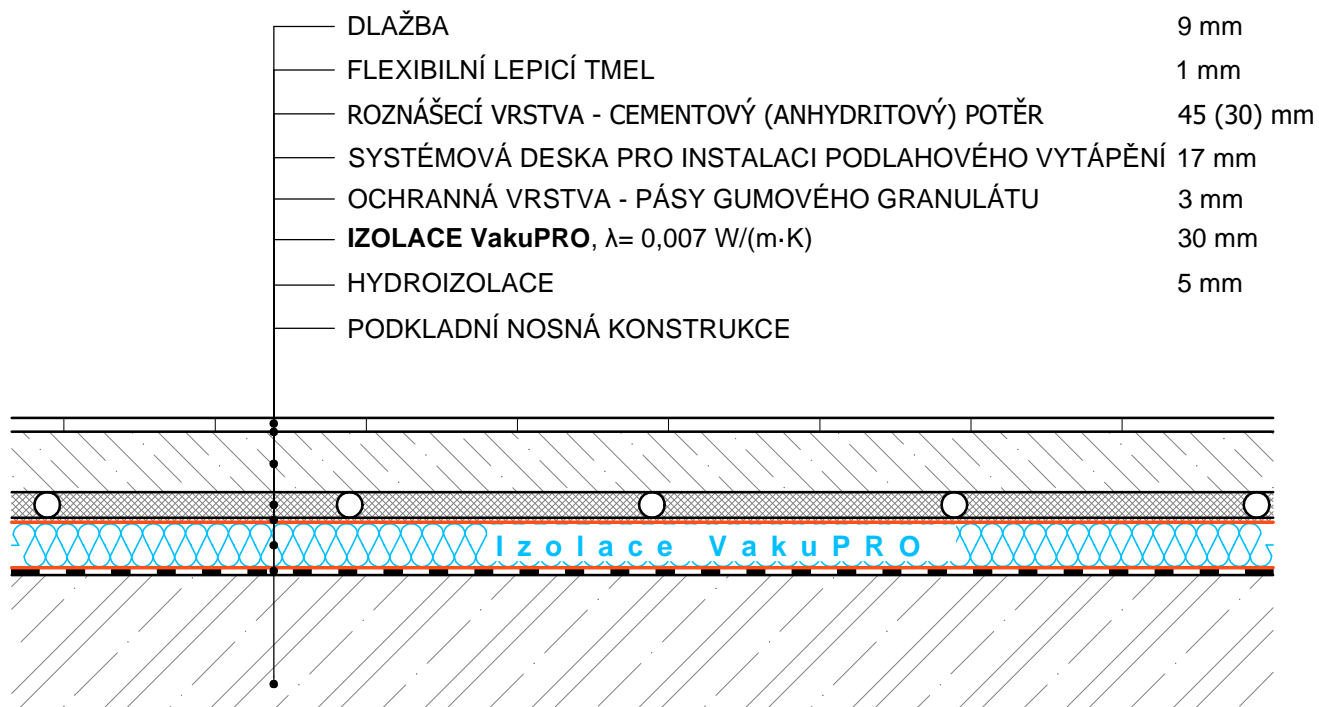 DLAŽBA 9 mm
FLEXIBILNÍ LEPICÍ TMEL 1 mm
ROZNÁŠECÍ VRSTVA - CEMENTOVÝ (ANHYDRITOVÝ) POTĚR 45 (30) mm
SYSTÉMOVÁ DESKA PRO INSTALACI PODLAHOVÉHO VYTÁPĚNÍ 17 mm
OCHRANNÁ VRSTVA - PÁSY GUMOVÉHO GRANULÁTU 3 mm
IZOLACE VakuPRO, λ= 0,007 W/(m·K) 30 mm
HYDROIZOLACE 5 mm
PODKLADNÍ NOSNÁ KONSTRUKCE
Izolace VakuPRO